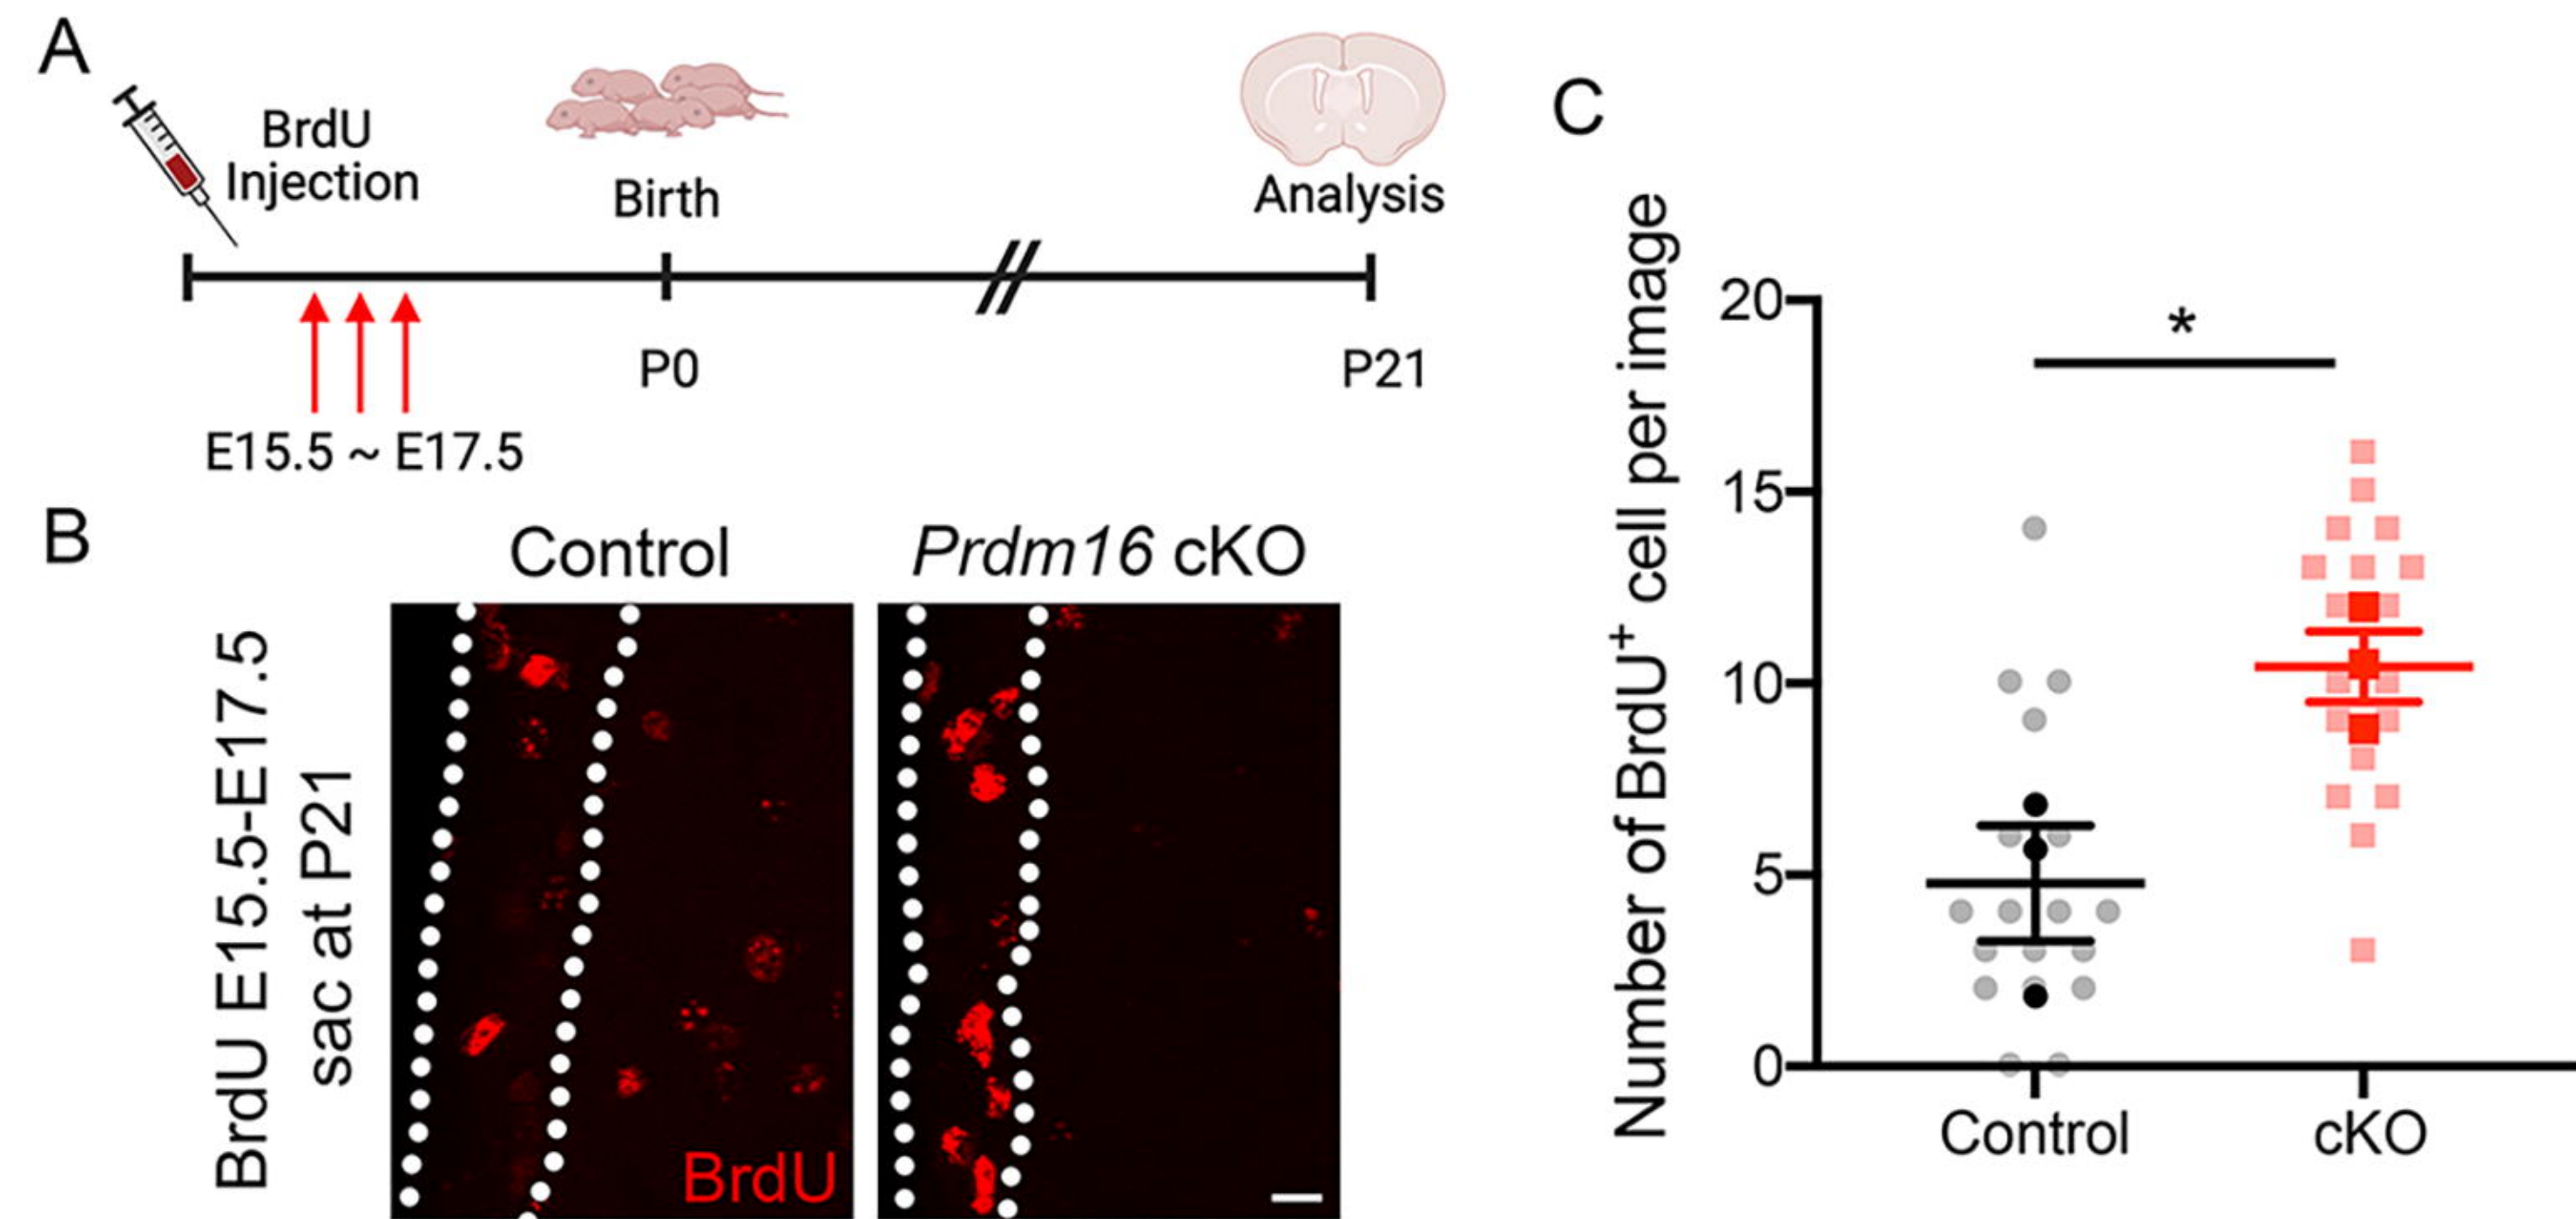 A
BrdU
Injection
Birth
Analysis
P0
P21
E15.5 ~ E17.5
B
Control
Prdm16 cKO
BrdU E15.5-E17.5
sac at P21
BrdU
C
Number of BrdU⁺ cell per image
20
15
10
5
0
*
Control
cKO